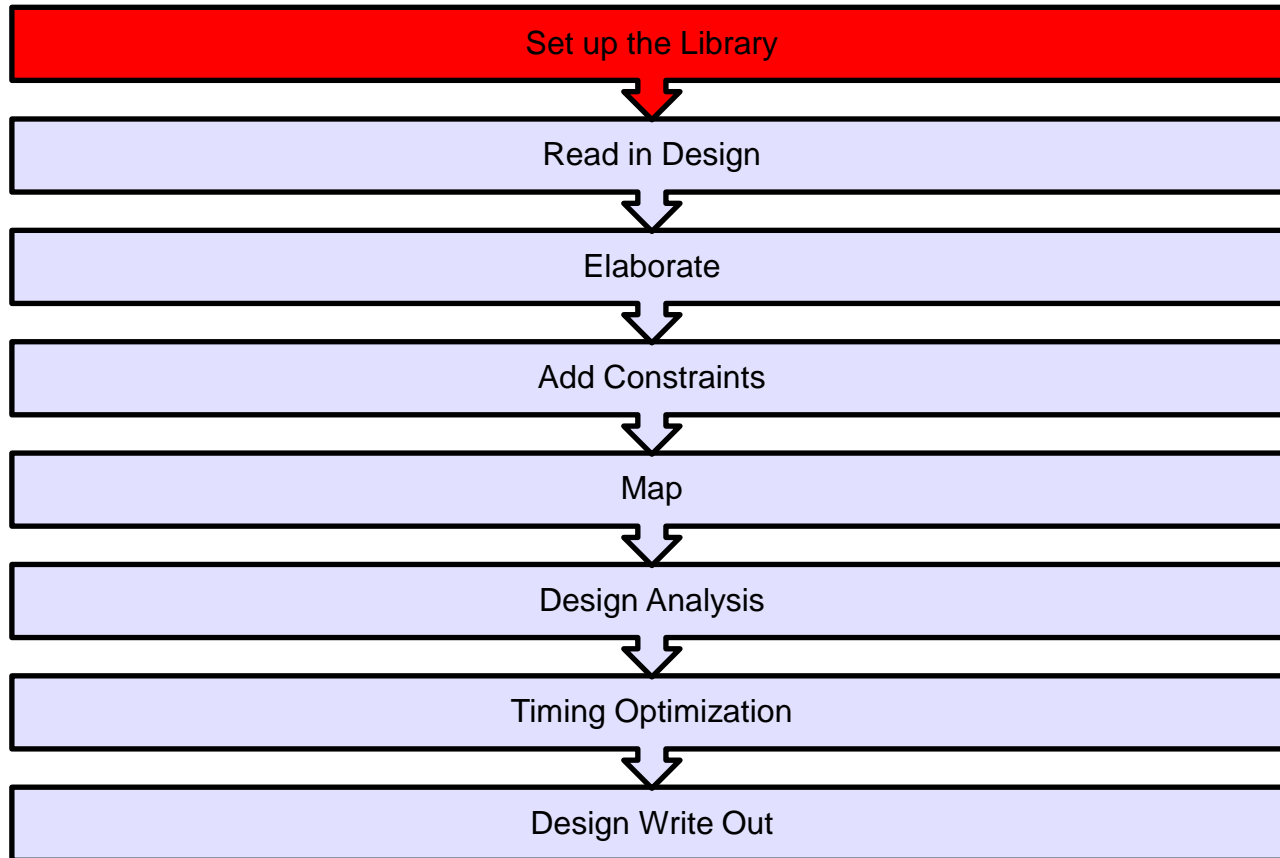 Set up the Library
Read in Design
Elaborate
Add Constraints
Map
Design Analysis
Timing Optimization
Design Write Out